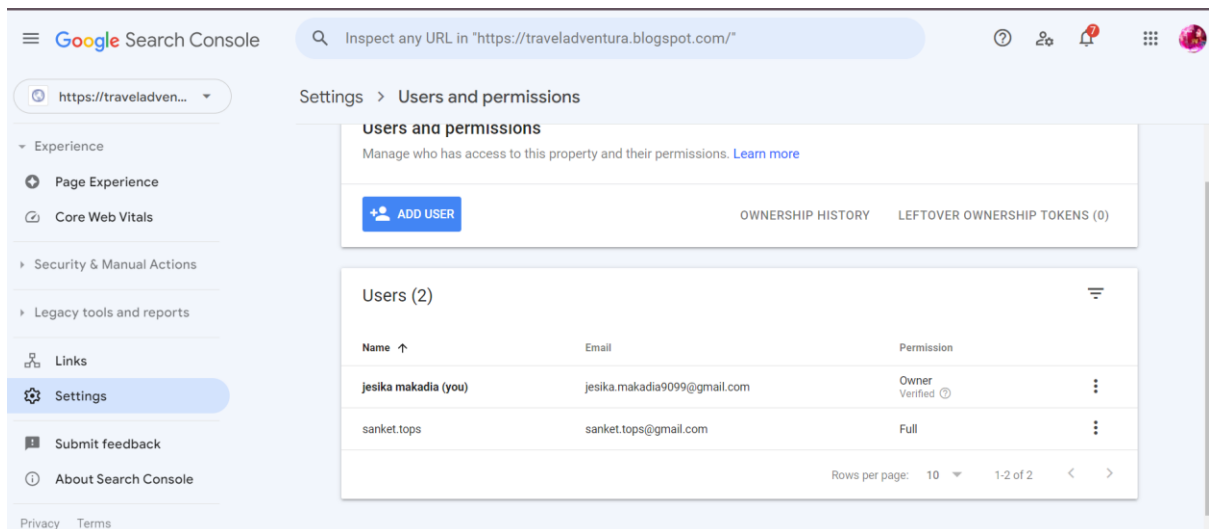 Google Search Console
Inspect any URL in "https://traveladventura.blogspot.com/"
7
https://traveladven...
Settings > Users and permissions
Experience
Page Experience
Core Web Vitals
Security & Manual Actions
Legacy tools and reports
Links
Settings
Submit feedback
About Search Console
Privacy Terms
Users and permissions
Manage who has access to this property and their permissions. Learn more
ADD USER
OWNERSHIP HISTORY LEFTOVER OWNERSHIP TOKENS (0)
Users (2)
Name Email Permission
jesika makadia (you) jesika.makadia9099@gmail.com Owner
Verified
sanket.tops sanket.tops@gmail.com Full
Rows per page: 10 1-2 of 2